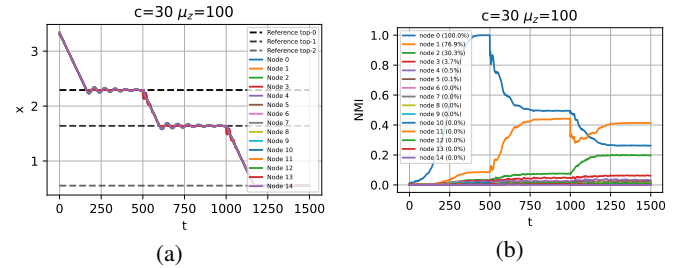 c=30 μz=100
x
3
2
1
0
250
500
750
1000
1250
1500
t
Reference top-0
Reference top-1
Reference top-2
Node 0
Node 1
Node 2
Node 3
Node 4
Node 5
Node 6
Node 7
Node 8
Node 9
Node 10
Node 11
Node 12
Node 13
Node 14
(a)
c=30 μz=100
NMI
1.0
0.8
0.6
0.4
0.2
0.0
0
250
500
750
1000
1250
1500
t
node 0 (100.0%)
node 1 (76.9%)
node 2 (30.3%)
node 3 (3.7%)
node 4 (0.5%)
node 5 (0.1%)
node 6 (0.0%)
node 7 (0.0%)
node 8 (0.0%)
node 9 (0.0%)
node 10 (0.0%)
node 11 (0.0%)
node 12 (0.0%)
node 13 (0.0%)
node 14 (0.0%)
(b)